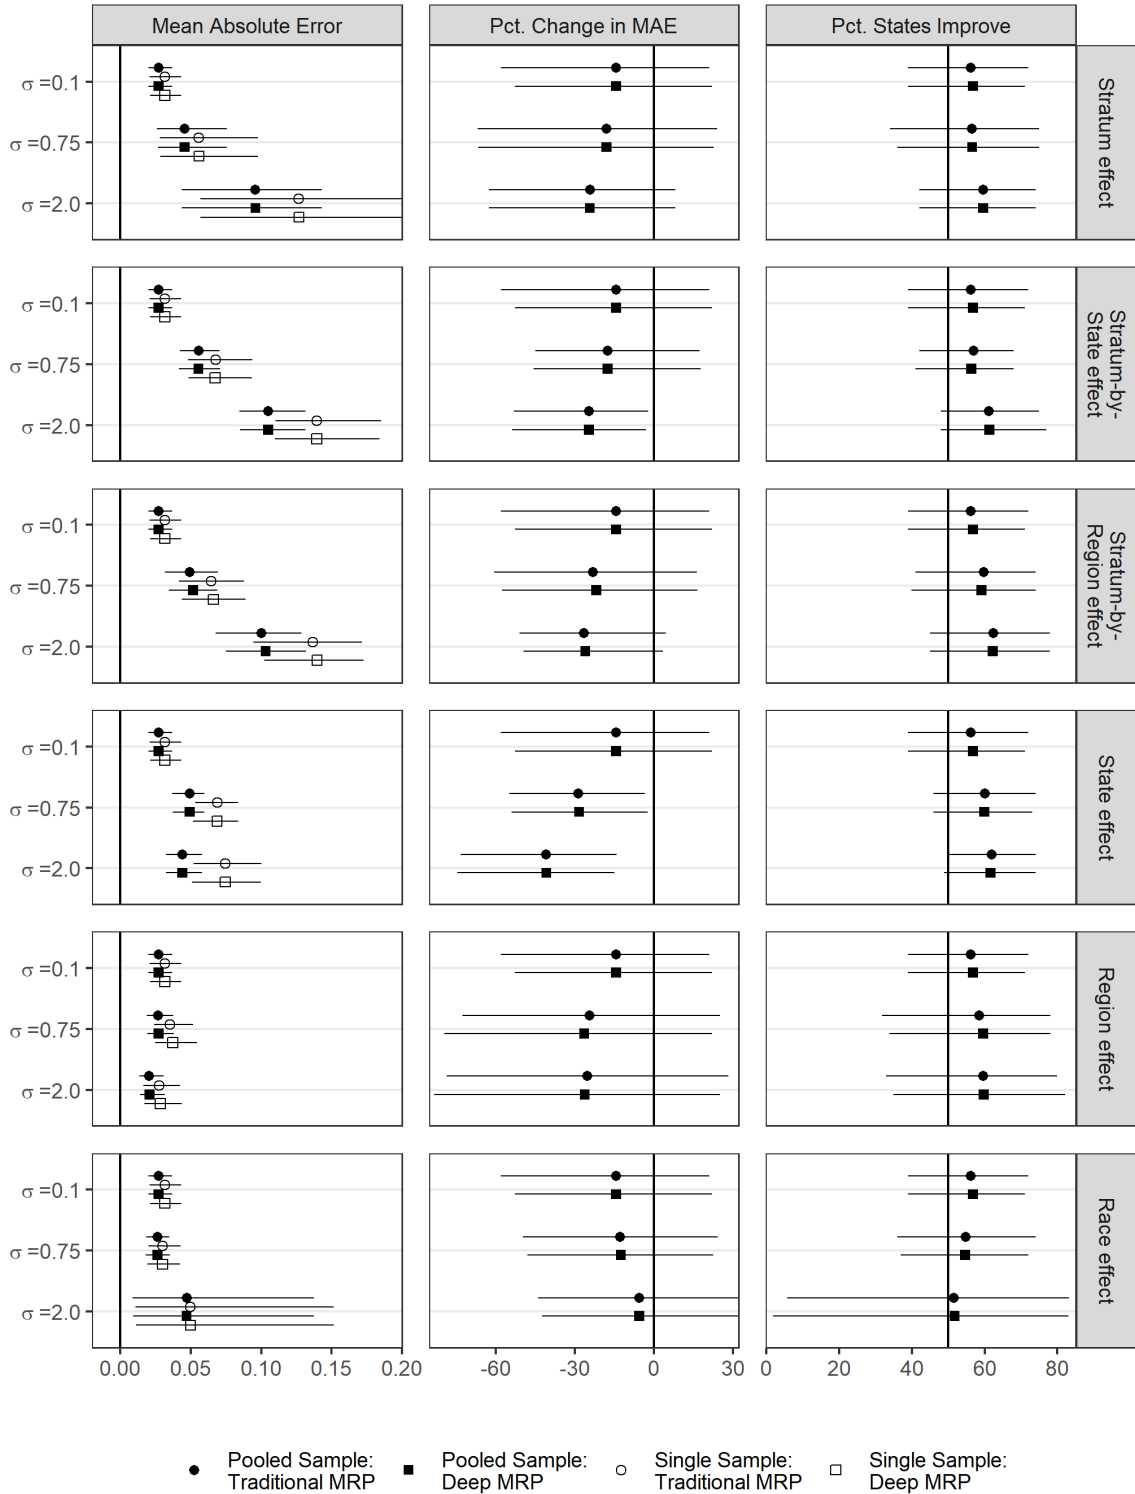 Mean Absolute Error
Pct. Change in MAE
Pct. States Improve
σ =0.1
σ =0.75
σ =2.0
Stratum effect
σ =0.1
σ =0.75
σ =2.0
Stratum-by-
State effect
σ =0.1
σ =0.75
σ =2.0
Stratum-by-
Region effect
σ =0.1
σ =0.75
σ =2.0
State effect
σ =0.1
σ =0.75
σ =2.0
Region effect
σ =0.1
σ =0.75
σ =2.0
Race effect
0.00 0.05 0.10 0.15 0.20
-60 -30 0 30
0 20 40 60 80
Pooled Sample:
Traditional MRP
Pooled Sample:
Deep MRP
Single Sample:
Traditional MRP
Single Sample:
Deep MRP